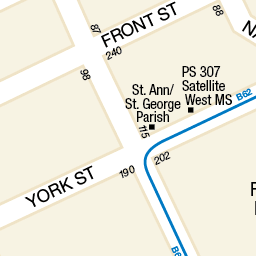 87
FRONT ST
88
240
98
PS 307
Satellite
West MS
St. Ann/
St. George
Parish
B62
115
202
190
YORK ST